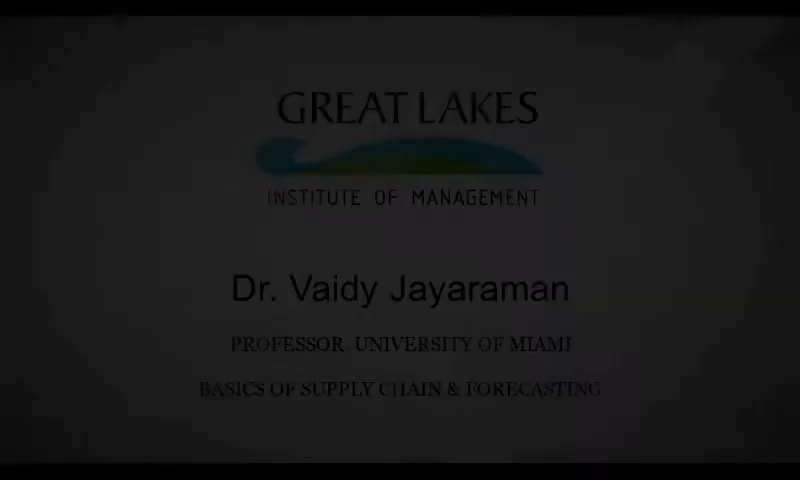 GREAT LAKES
INSTITUTE OF MANAGEMENT
Dr. Vaidy Jayaraman
PROFESSOR, UNIVERSITY OF MIAMI
BASICS OF SUPPLY CHAIN & FORECASTING